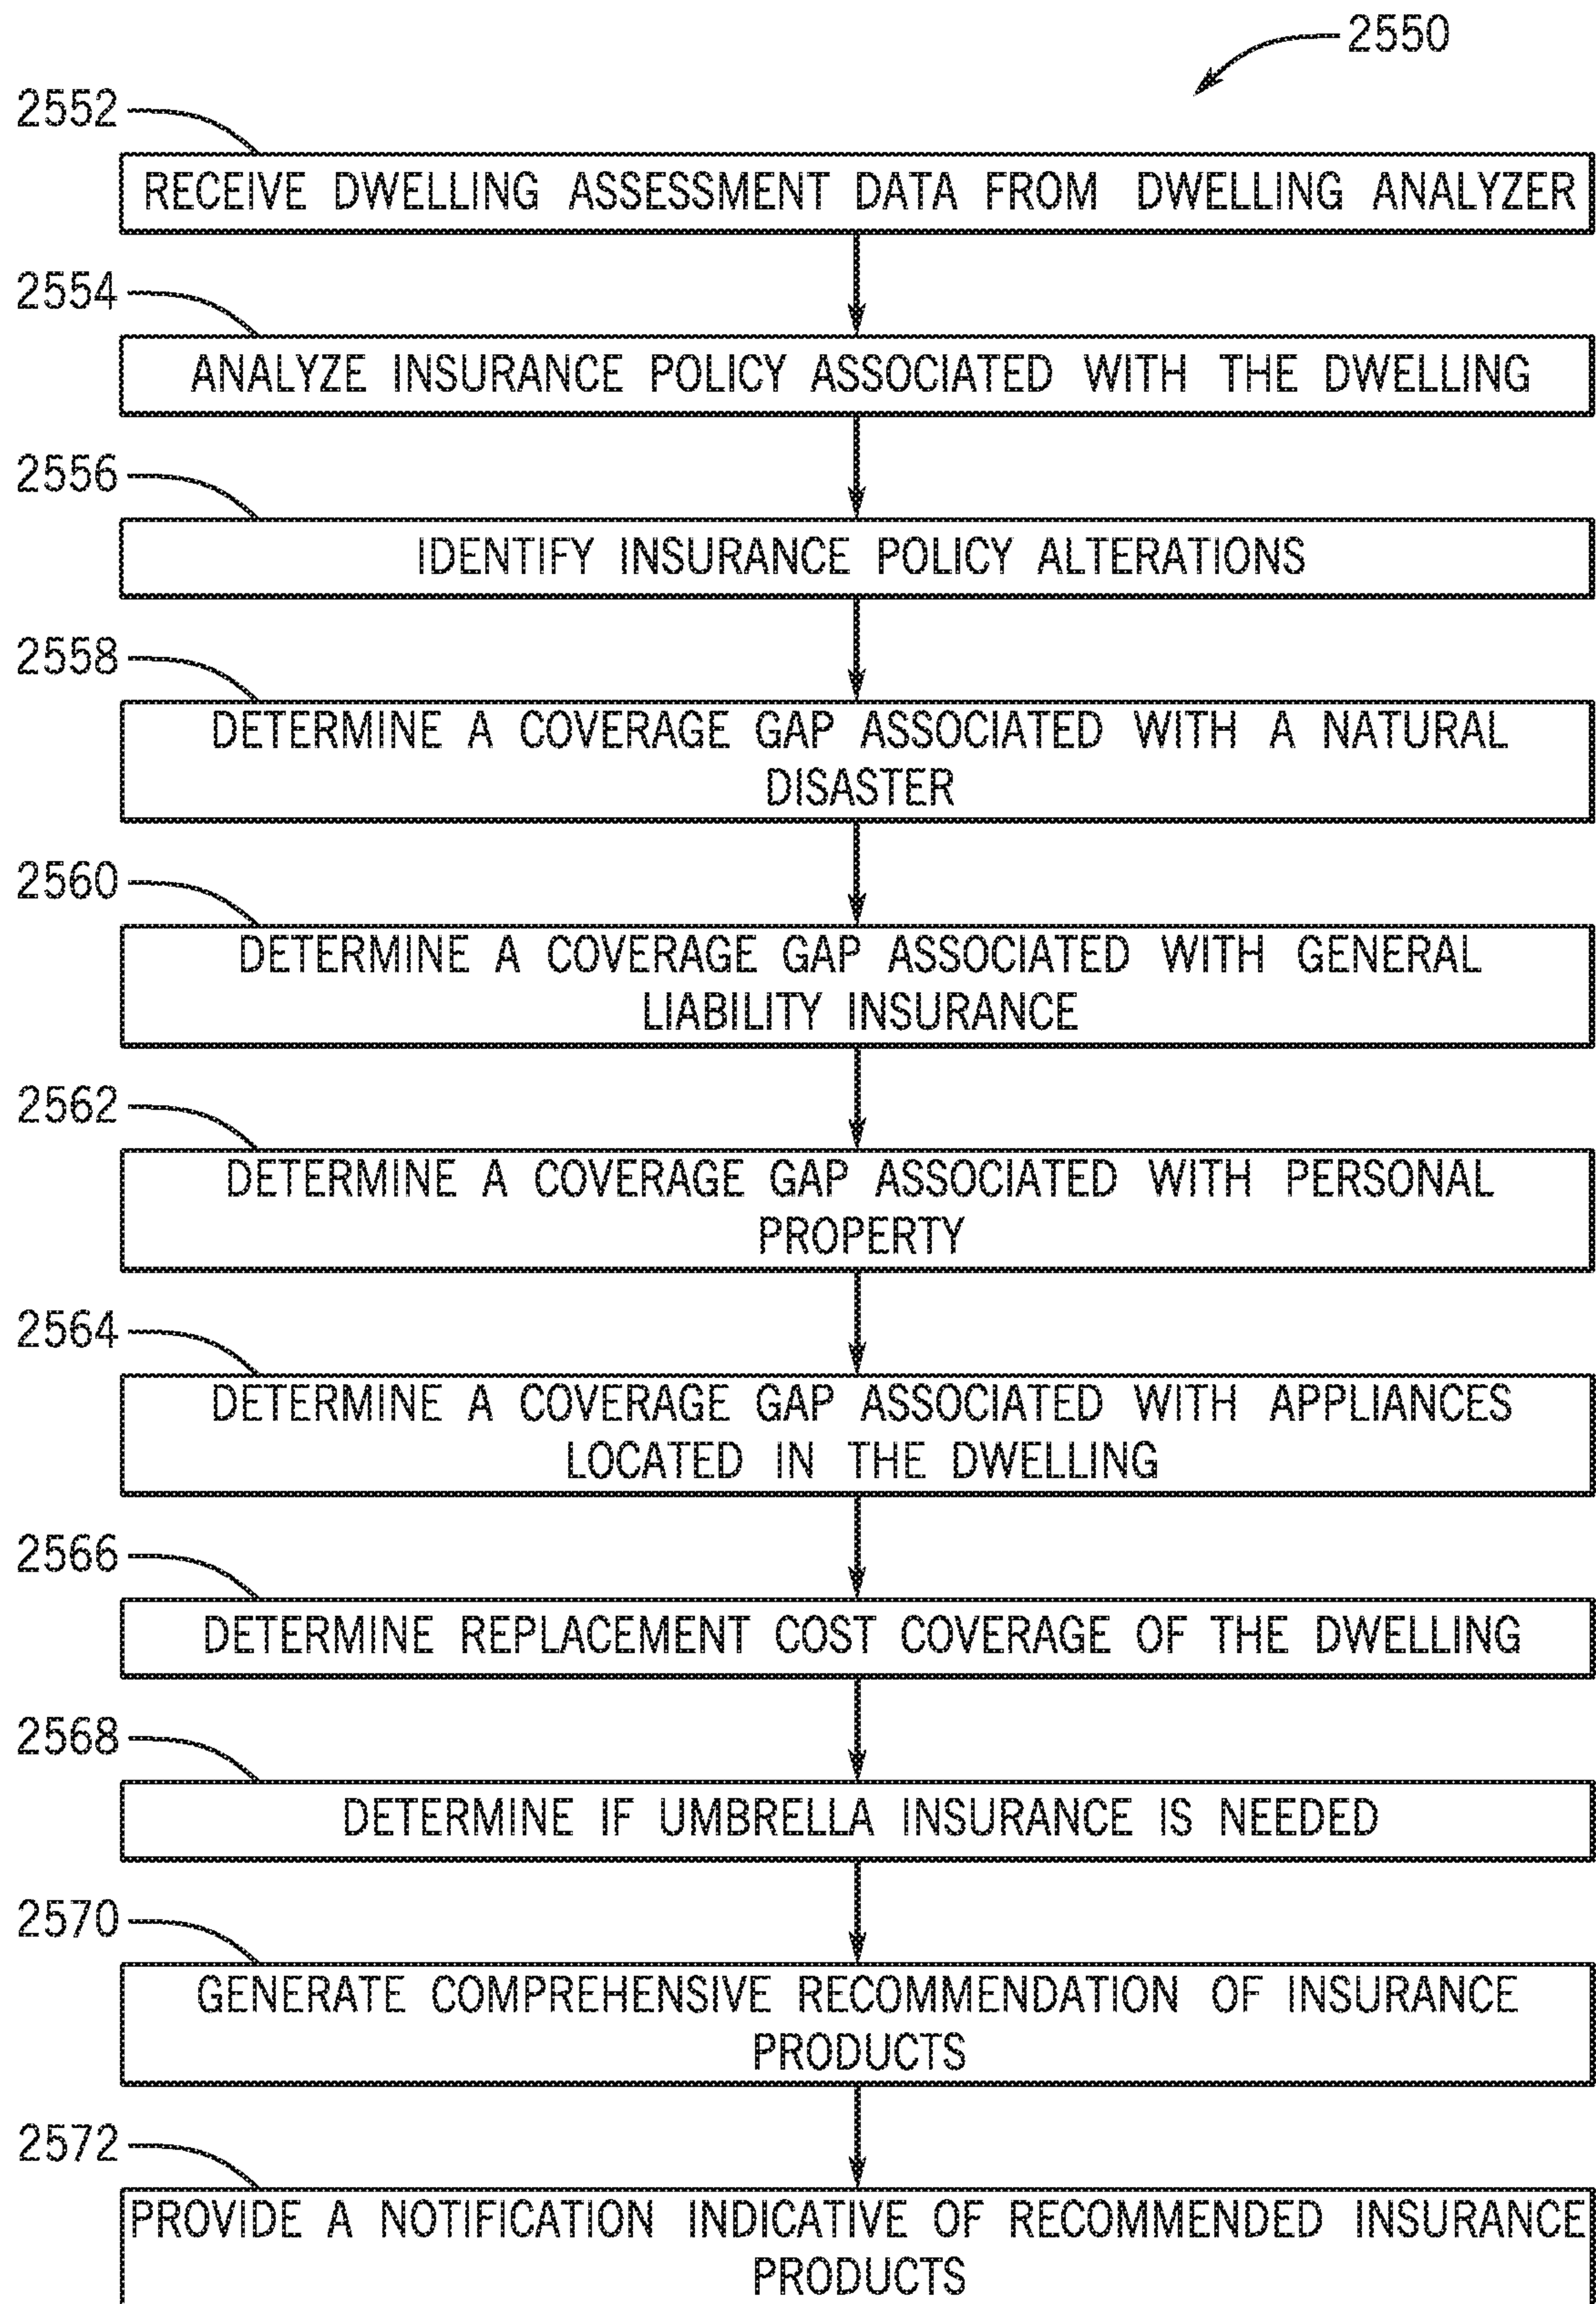 2550
2552
RECEIVE DWELLING ASSESSMENT DATA FROM DWELLING ANALYZER
2554
ANALYZE INSURANCE POLICY ASSOCIATED WITH THE DWELLING
2556
IDENTIFY INSURANCE POLICY ALTERATIONS
2558
DETERMINE A COVERAGE GAP ASSOCIATED WITH A NATURAL
DISASTER
2560
DETERMINE A COVERAGE GAP ASSOCIATED WITH GENERAL
LIABILITY INSURANCE
2562
DETERMINE A COVERAGE GAP ASSOCIATED WITH PERSONAL
PROPERTY
2564
DETERMINE A COVERAGE GAP ASSOCIATED WITH APPLIANCES
LOCATED IN THE DWELLING
2566
DETERMINE REPLACEMENT COST COVERAGE OF THE DWELLING
2568
DETERMINE IF UMBRELLA INSURANCE IS NEEDED
2570
GENERATE COMPREHENSIVE RECOMMENDATION OF INSURANCE
PRODUCTS
2572
PROVIDE A NOTIFICATION INDICATIVE OF RECOMMENDED INSURANCE
PRODUCTS